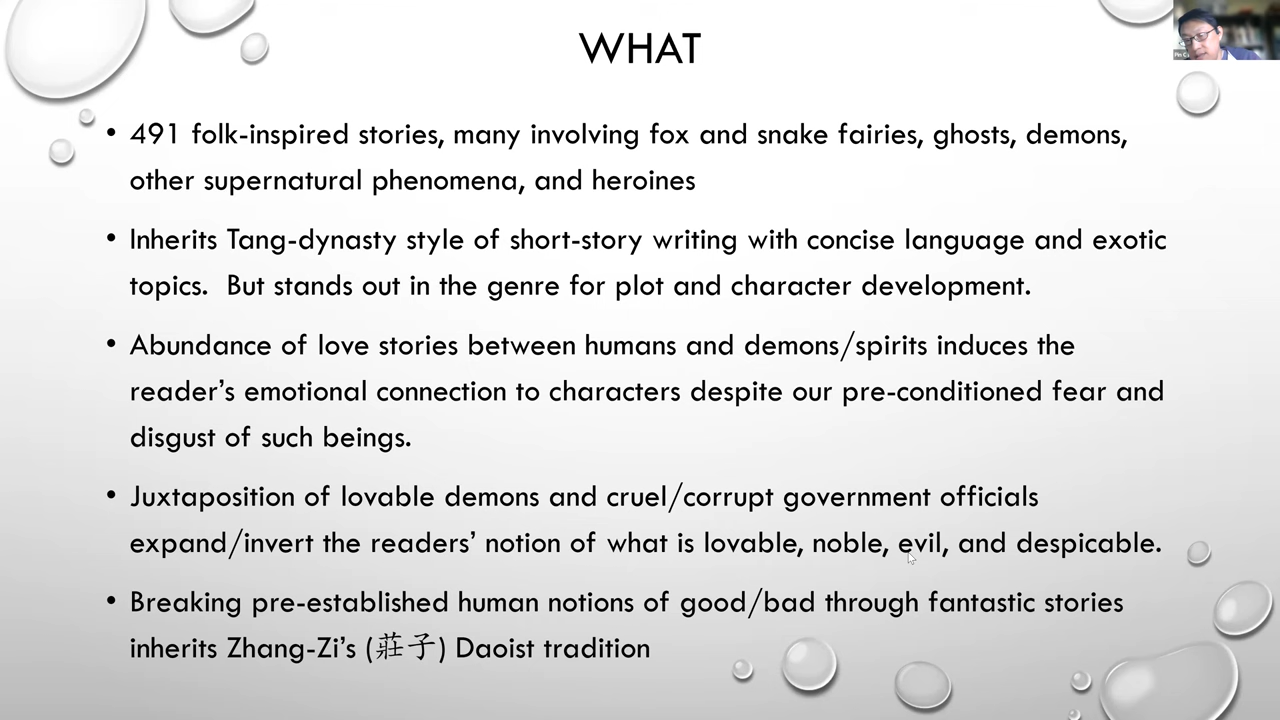 WHAT
• 491 folk-inspired stories, many involving fox and snake fairies, ghosts, demons,
other supernatural phenomena, and heroines
• Inherits Tang-dynasty style of short-story writing with concise language and exotic
topics.  But stands out in the genre for plot and character development.
• Abundance of love stories between humans and demons/spirits induces the
reader's emotional connection to characters despite our pre-conditioned fear and
disgust of such beings.
• Juxtaposition of lovable demons and cruel/corrupt government officials
expand/invert the readers' notion of what is lovable, noble, evil, and despicable.
• Breaking pre-established human notions of good/bad through fantastic stories
inherits Zhang-Zi's (莊子) Daoist tradition